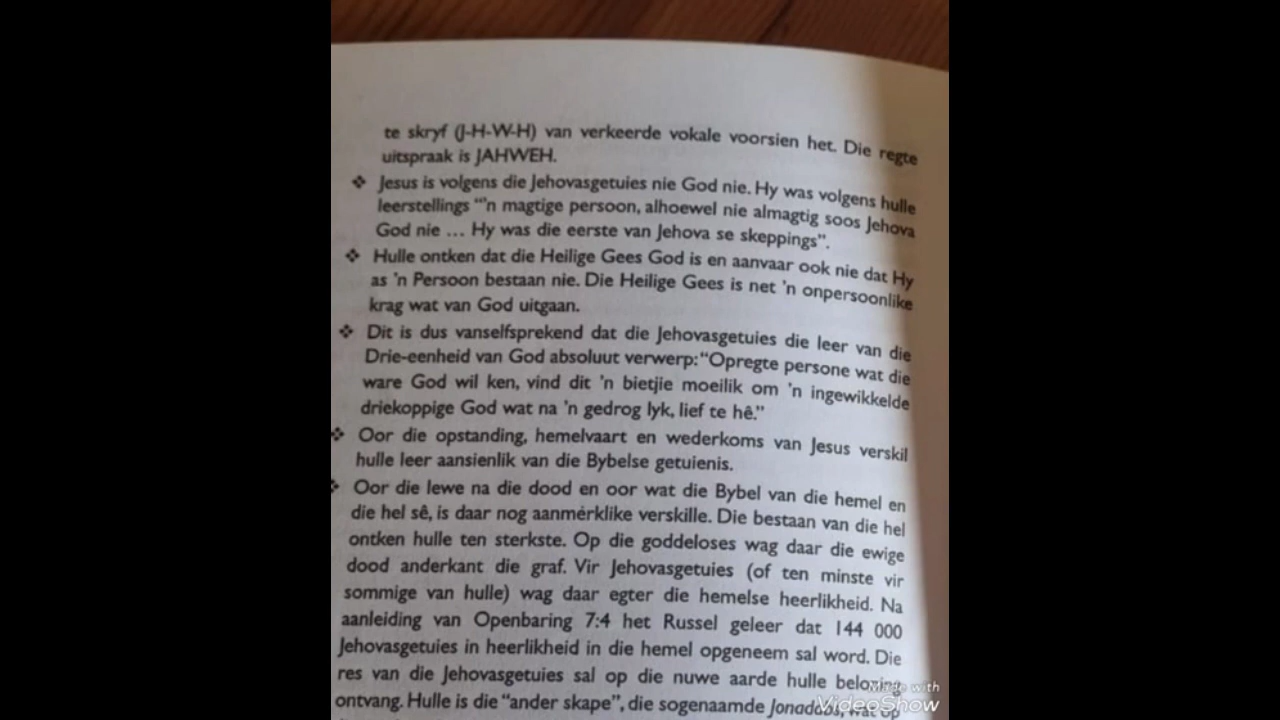 te skryf (J-H-W-H) van verkeerde vokale voorsien het. Die regte
uitspraak is JAHWEH.
❖ Jesus is volgens die Jehovasgetuies nie God nie. Hy was volgens hulle
leerstellings “’n magtige persoon, alhoewel nie almagtig soos Jehova
God nie ... Hy was die eerste van Jehova se skeppings”.
❖ Hulle ontken dat die Heilige Gees God is en aanvaar ook nie dat Hy
as ’n Persoon bestaan nie. Die Heilige Gees is net ’n onpersoonlike
krag wat van God uitgaan.
❖ Dit is dus vanselfsprekend dat die Jehovasgetuies die leer van die
Drie-eenheid van God absoluut verwerp: “Opregte persone wat die
ware God wil ken, vind dit ’n bietjie moeilik om ’n ingewikkelde
driekoppige God wat na ’n gedrog lyk, lief te hê.”
❖ Oor die opstanding, hemelvaart en wederkoms van Jesus verskil
hulle leer aansienlik van die Bybelse getuienis.
❖ Oor die lewe na die dood en oor wat die Bybel van die hemel en
die hel sê, is daar nog aanmerklike verskille. Die bestaan van die hel
ontken hulle ten sterkste. Op die goddeloses wag daar die ewige
dood anderkant die graf. Vir Jehovasgetuies (of ten minste vir
sommige van hulle) wag daar egter die hemelse heerlikheid. Na
aanleiding van Openbaring 7:4 het Russel geleer dat 144 000
Jehovasgetuies in heerlikheid in die hemel opgeneem sal word. Die
res van die Jehovasgetuies sal op die nuwe aarde hulle beloning
ontvang. Hulle is die “ander skape”, die sogenaamde Jonadabs, wat op
Made with
VideoShow